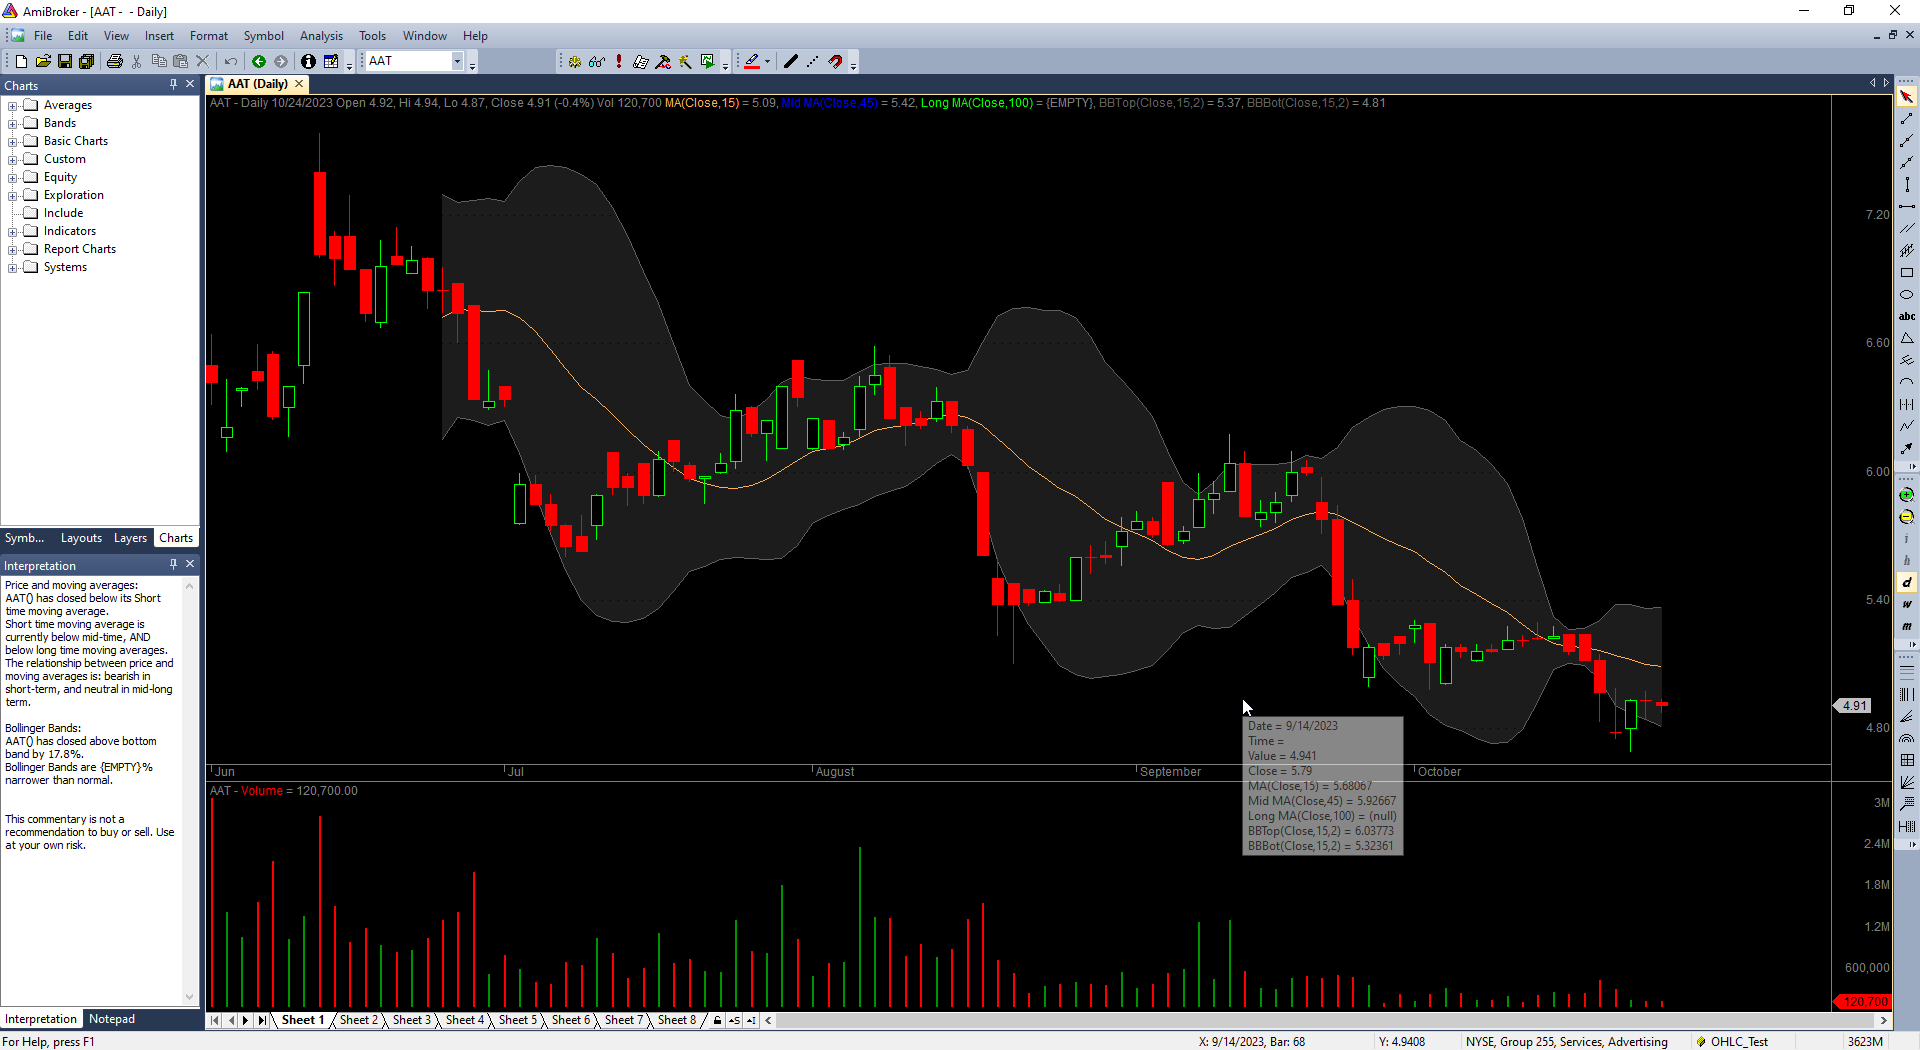 AmiBroker - [AAT -  - Daily]
File Edit View Insert Format Symbol Analysis Tools Window Help
AAT
Charts
Averages
Bands
Basic Charts
Custom
Equity
Exploration
Include
Indicators
Report Charts
Systems
Symb... Layouts Layers Charts
Interpretation
Price and moving averages:
AAT() has closed below its Short
time moving average.
Short time moving average is
currently below mid-time, AND
below long time moving averages.
The relationship between price and
moving averages is: bearish in
short-term, and neutral in mid-long
term.
Bollinger Bands:
AAT() has closed above bottom
band by 17.8%.
Bollinger Bands are {EMPTY}%
narrower than normal.
This commentary is not a
recommendation to buy or sell. Use
at your own risk.
Interpretation Notepad
AAT (Daily)
AAT - Daily 10/24/2023 Open 4.92, Hi 4.94, Lo 4.87, Close 4.91 (-0.4%) Vol 120,700 MA(Close,15) = 5.09, Mid MA(Close,45) = 5.42, Long MA(Close,100) = {EMPTY}, BBTop(Close,15,2) = 5.37, BBBot(Close,15,2) = 4.81
7.20
6.60
6.00
5.40
4.91
4.80
Date = 9/14/2023
Time =
Value = 4.941
Close = 5.79
MA(Close,15) = 5.68067
Mid MA(Close,45) = 5.92667
Long MA(Close,100) = (null)
BBTop(Close,15,2) = 6.03773
BBBot(Close,15,2) = 5.32361
Jun Jul August September October
AAT - Volume = 120,700.00
3M
2.4M
1.8M
1.2M
600,000
120,700
Sheet 1 Sheet 2 Sheet 3 Sheet 4 Sheet 5 Sheet 6 Sheet 7 Sheet 8
abc
i
h
d
w
m
For Help, press F1
X: 9/14/2023, Bar: 68
Y: 4.9408
NYSE, Group 255, Services, Advertising
OHLC_Test
3623M